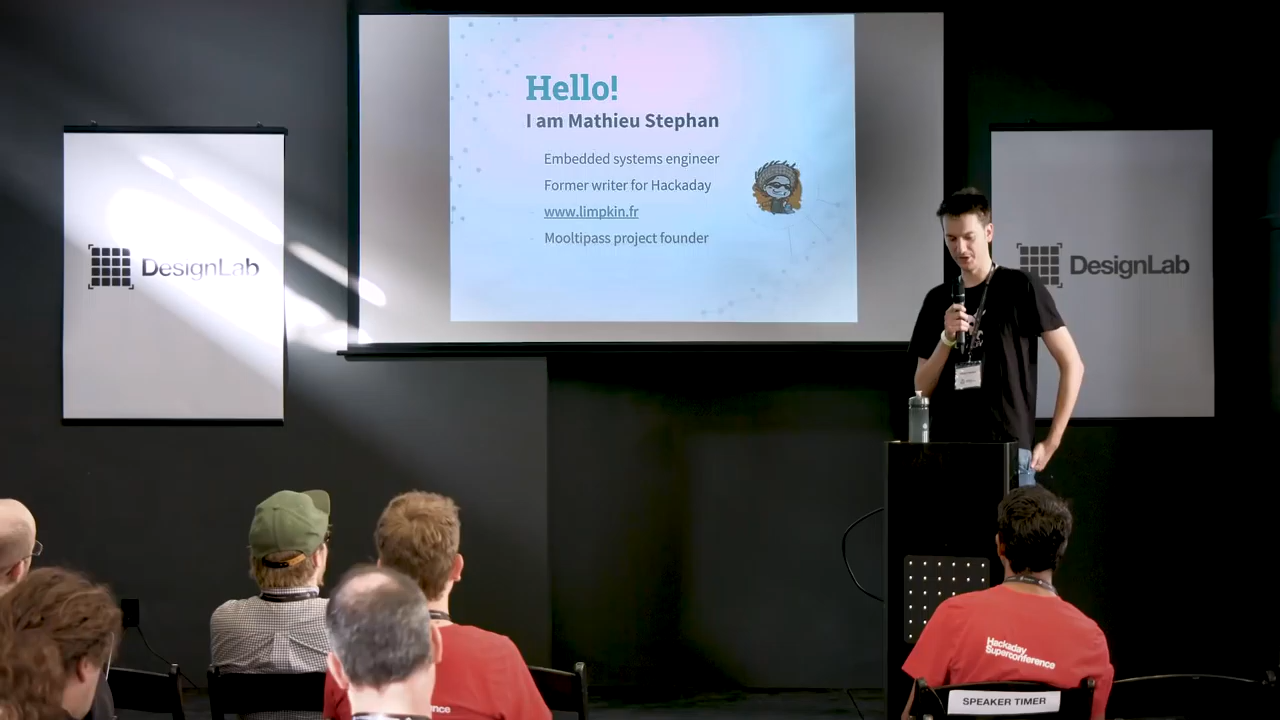 Hello!
I am Mathieu Stephan
Embedded systems engineer
Former writer for Hackaday
www.limpkin.fr
Mooltipass project founder
DesignLab
DesignLab
Hackaday
Superconference
SPEAKER TIMER